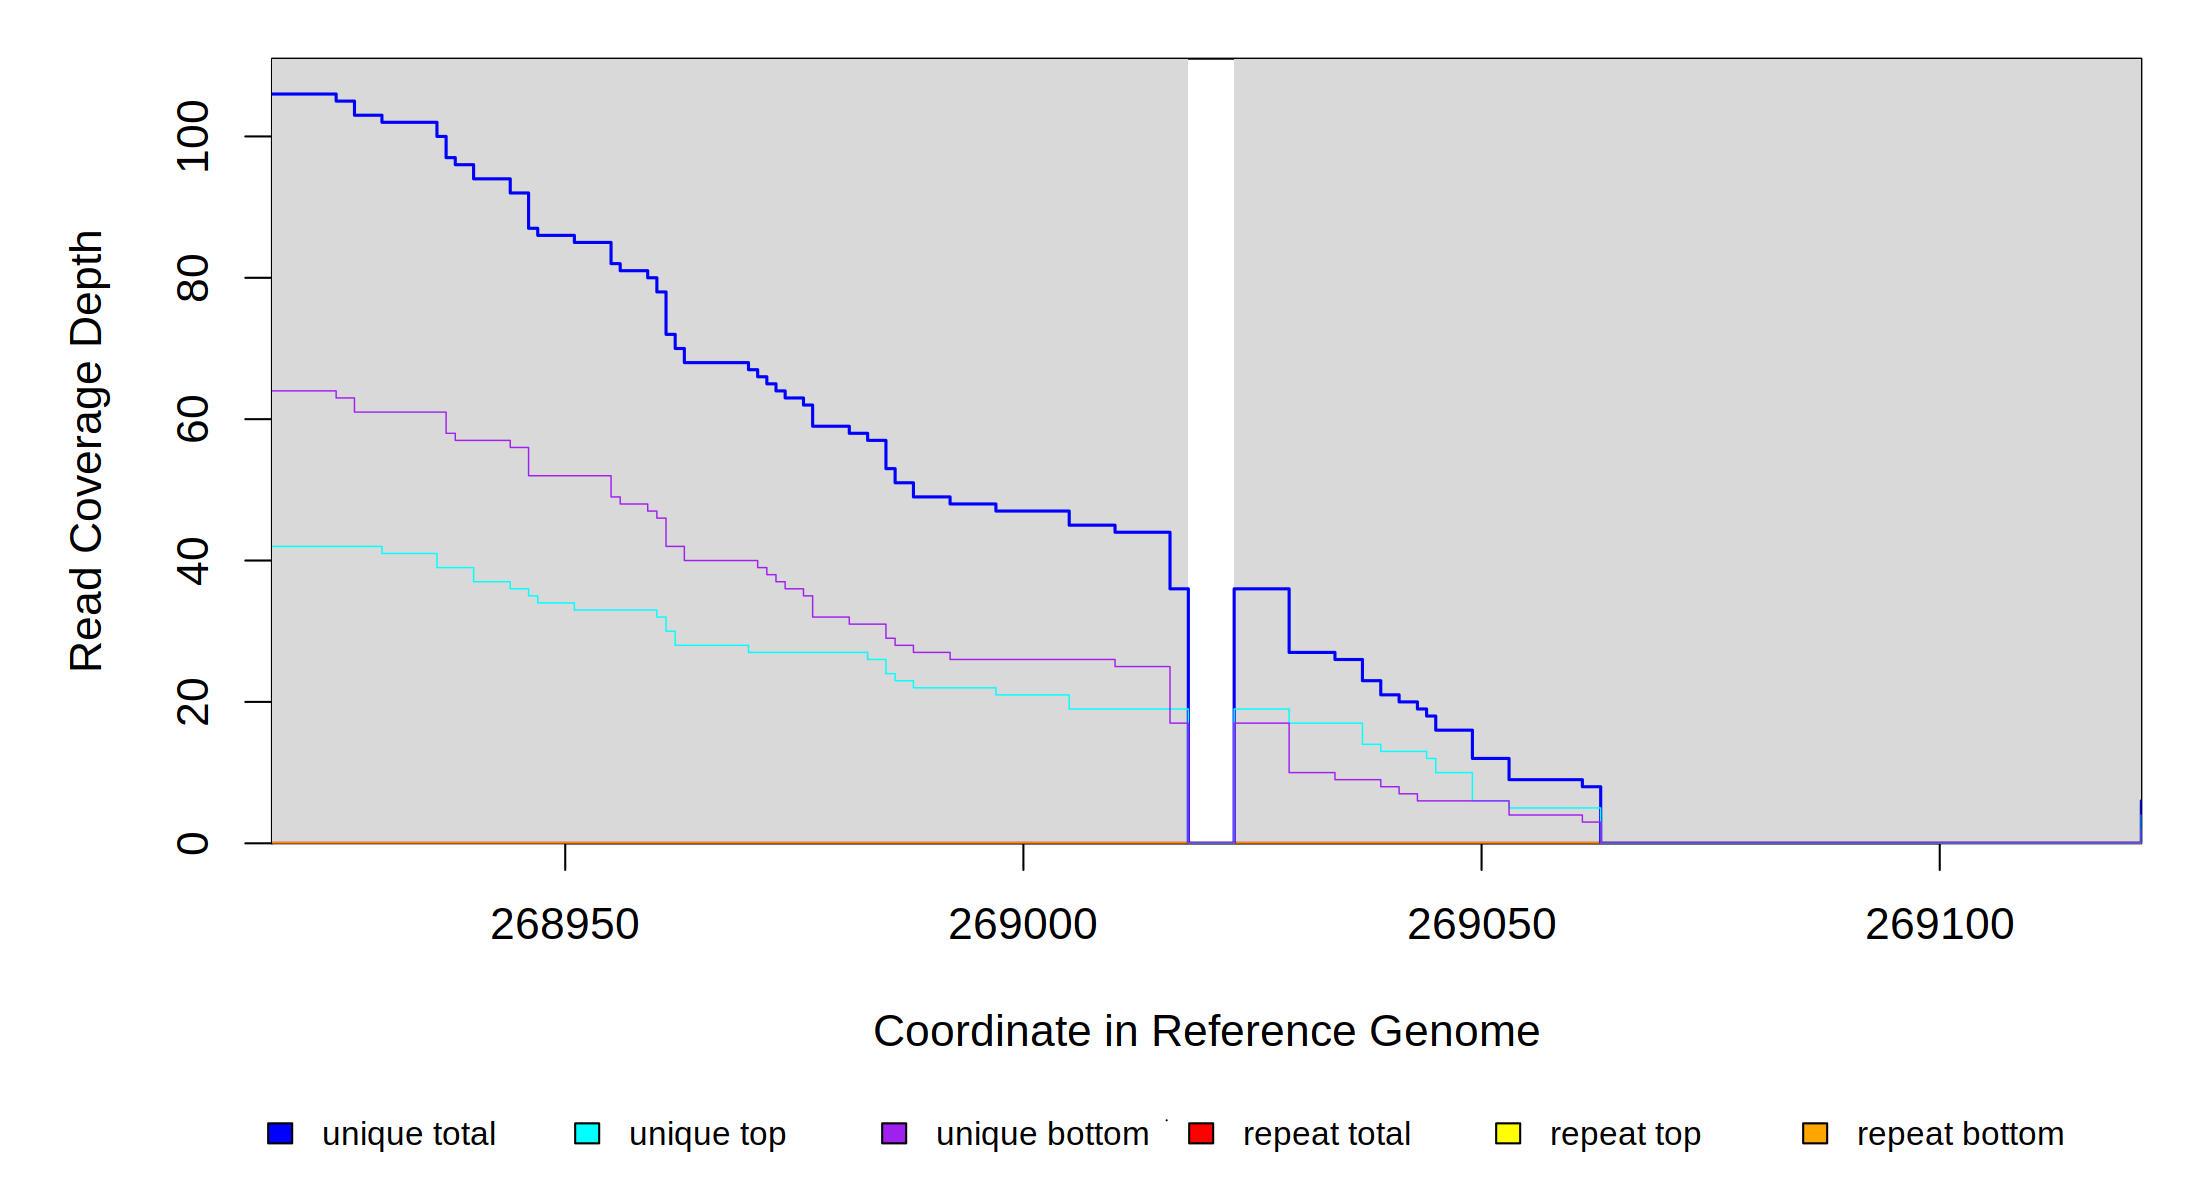 Read Coverage Depth
100
80
60
40
20
0
268950 269000 269050 269100
Coordinate in Reference Genome
unique total unique top unique bottom repeat total repeat top repeat bottom